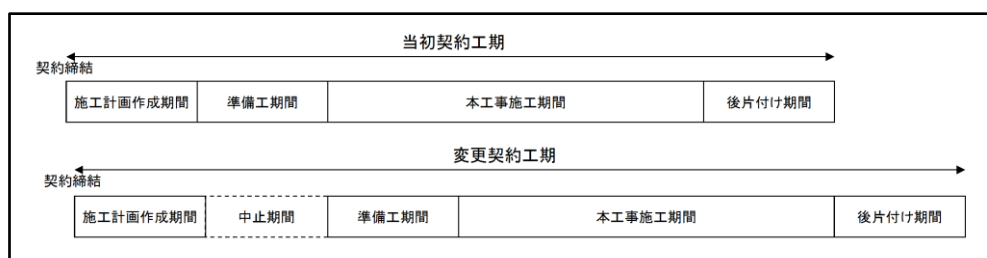 当初契約工期
契約締結
施工計画作成期間 準備工期間 本工事施工期間 後片付け期間
変更契約工期
契約締結
施工計画作成期間 中止期間 準備工期間 本工事施工期間 後片付け期間